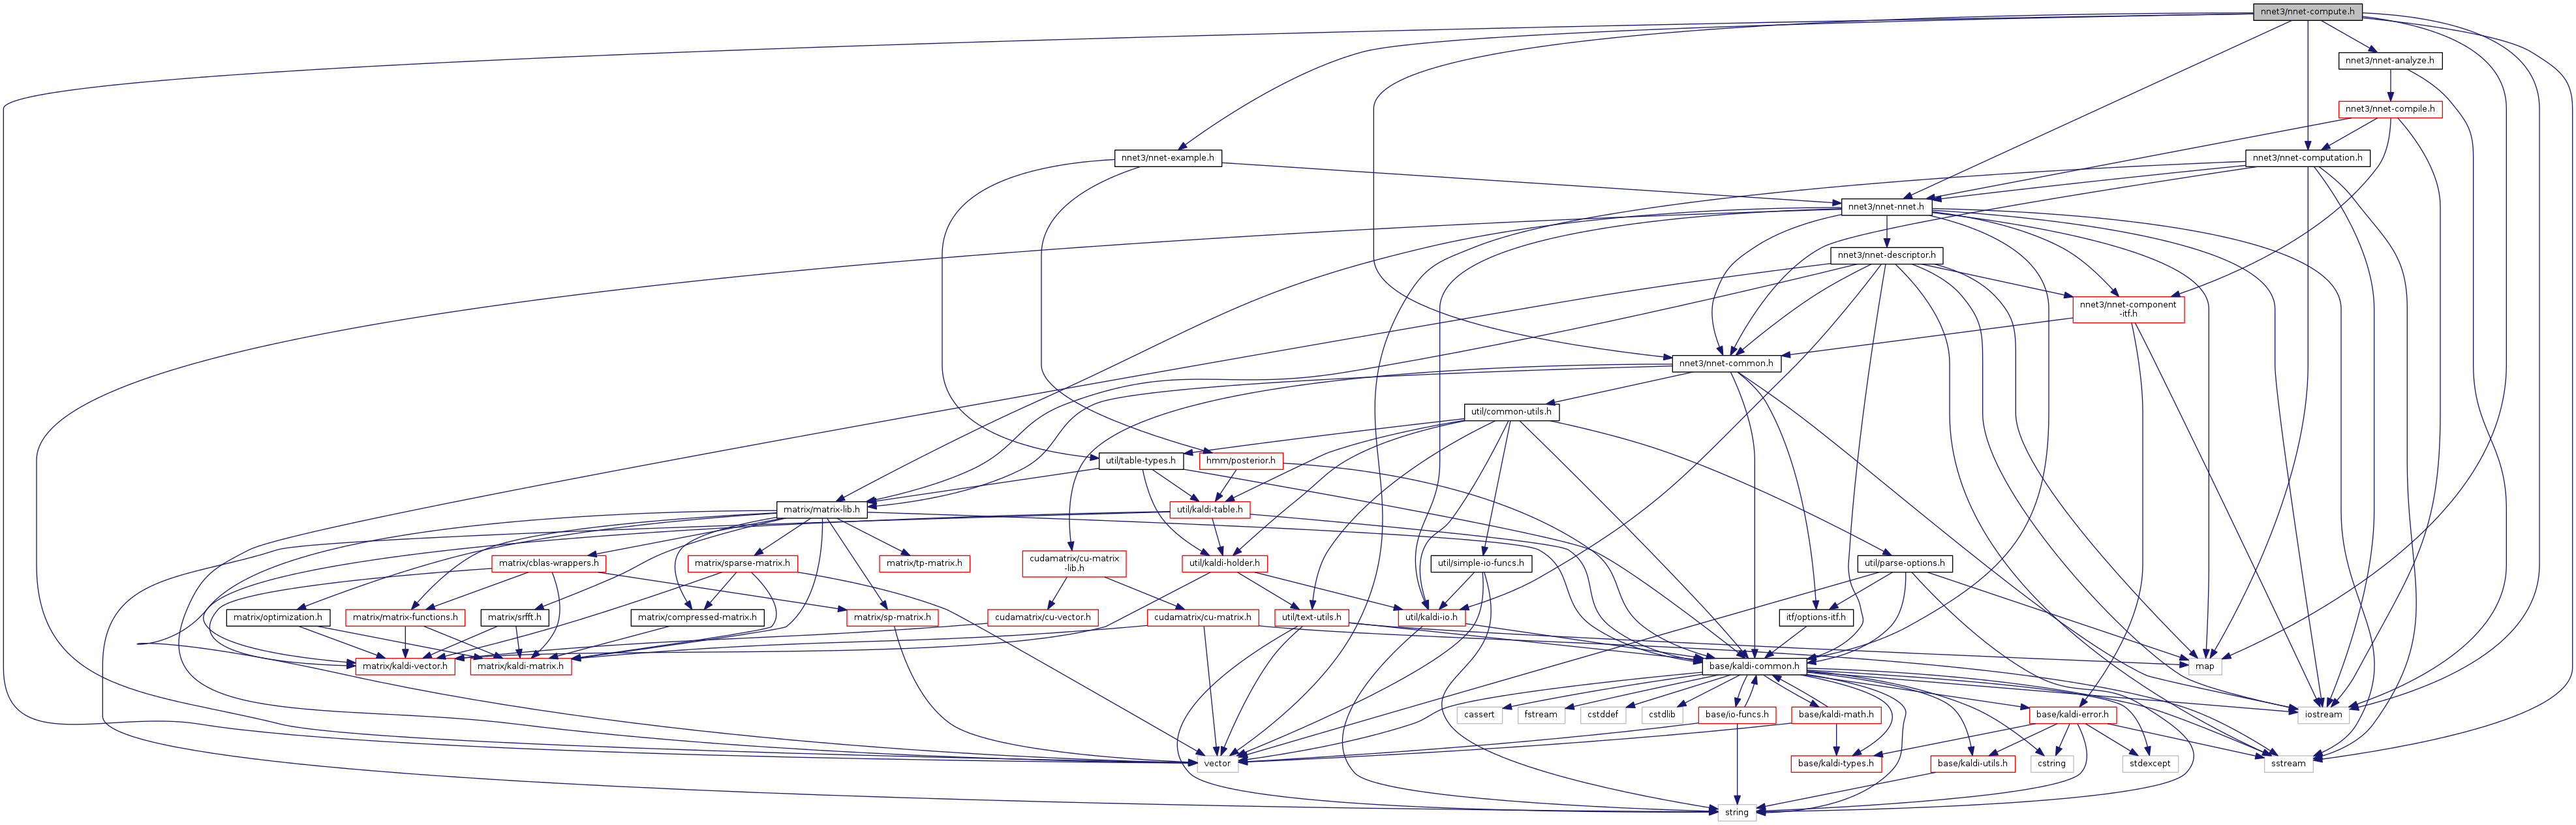 nnet3/nnet-compute.h
nnet3/nnet-analyze.h
nnet3/nnet-compile.h
nnet3/nnet-example.h
nnet3/nnet-computation.h
nnet3/nnet-nnet.h
nnet3/nnet-descriptor.h
nnet3/nnet-component
-itf.h
nnet3/nnet-common.h
util/common-utils.h
util/table-types.h
hmm/posterior.h
matrix/matrix-lib.h
util/kaldi-table.h
matrix/cblas-wrappers.h
matrix/sparse-matrix.h
matrix/tp-matrix.h
cudamatrix/cu-matrix
-lib.h
util/kaldi-holder.h
util/simple-io-funcs.h
util/parse-options.h
matrix/optimization.h
matrix/matrix-functions.h
matrix/srfft.h
matrix/compressed-matrix.h
matrix/sp-matrix.h
cudamatrix/cu-vector.h
cudamatrix/cu-matrix.h
util/text-utils.h
util/kaldi-io.h
itf/options-itf.h
matrix/kaldi-vector.h
matrix/kaldi-matrix.h
base/kaldi-common.h
map
cassert
fstream
cstddef
cstdlib
base/io-funcs.h
base/kaldi-math.h
base/kaldi-error.h
iostream
vector
base/kaldi-types.h
base/kaldi-utils.h
cstring
stdexcept
sstream
string